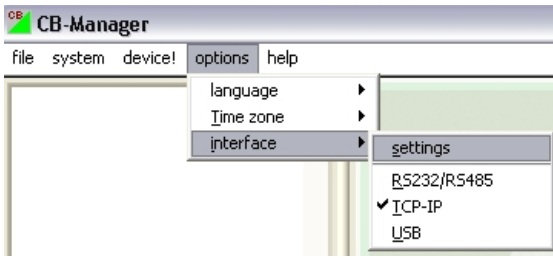 CB CB-Manager
file system device! options help
language
Time zone
interface
settings
RS232/RS485
TCP-IP
USB